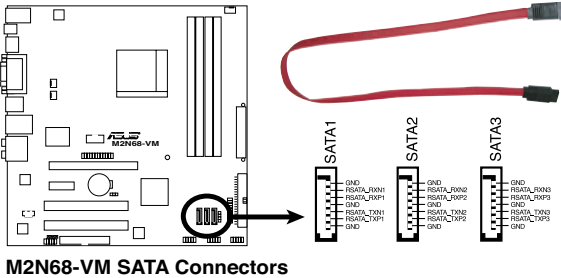 ASUS
M2N68-VM
SATA1
GND
RSATA_RXN1
RSATA_RXP1
GND
RSATA_TXN1
RSATA_TXP1
GND
SATA2
GND
RSATA_RXN2
RSATA_RXP2
GND
RSATA_TXN2
RSATA_TXP2
GND
SATA3
GND
RSATA_RXN3
RSATA_RXP3
GND
RSATA_TXN3
RSATA_TXP3
GND
M2N68-VM SATA Connectors